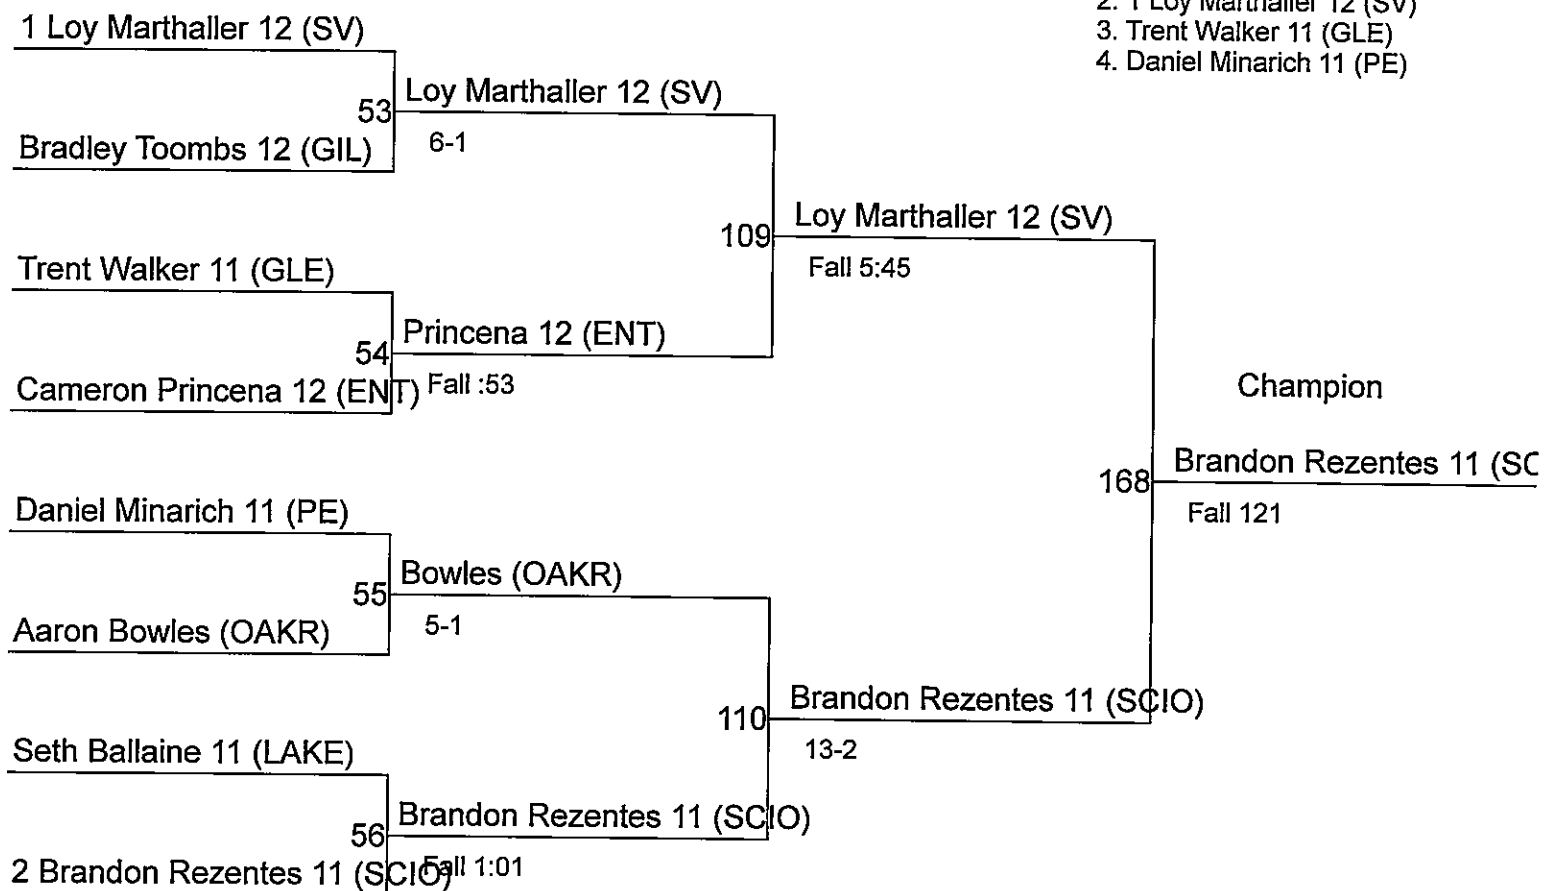 2. 1 Loy Marthaller 12 (SV)
3. Trent Walker 11 (GLE)
4. Daniel Minarich 11 (PE)
1 Loy Marthaller 12 (SV)
53
Loy Marthaller 12 (SV)
6-1
Bradley Toombs 12 (GIL)
109
Loy Marthaller 12 (SV)
Fall 5:45
Trent Walker 11 (GLE)
54
Princena 12 (ENT)
Fall :53
Cameron Princena 12 (ENT)
Champion
168
Brandon Rezentes 11 (SC
Fall 121
Daniel Minarich 11 (PE)
55
Bowles (OAKR)
5-1
Aaron Bowles (OAKR)
110
Brandon Rezentes 11 (SCIO)
13-2
Seth Ballaine 11 (LAKE)
56
Brandon Rezentes 11 (SCIO)
Fall 1:01
2 Brandon Rezentes 11 (SCIO)